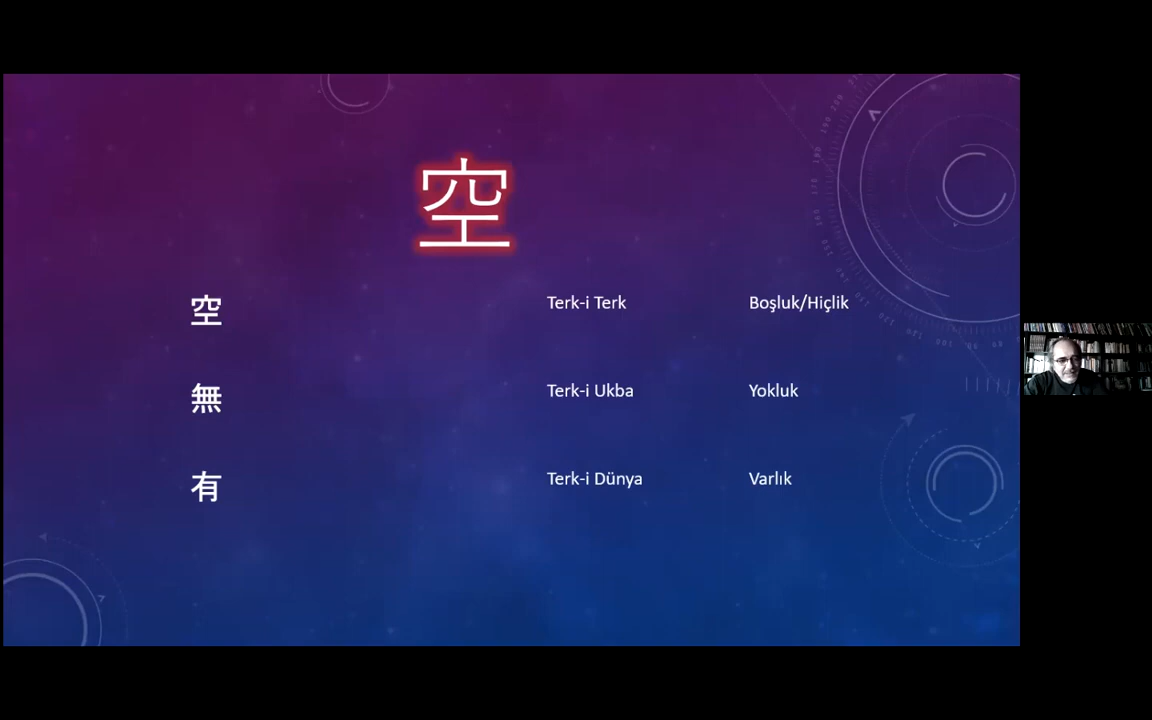 空
空 Terk-i Terk Boşluk/Hiçlik
無 Terk-i Ukba Yokluk
有 Terk-i Dünya Varlık